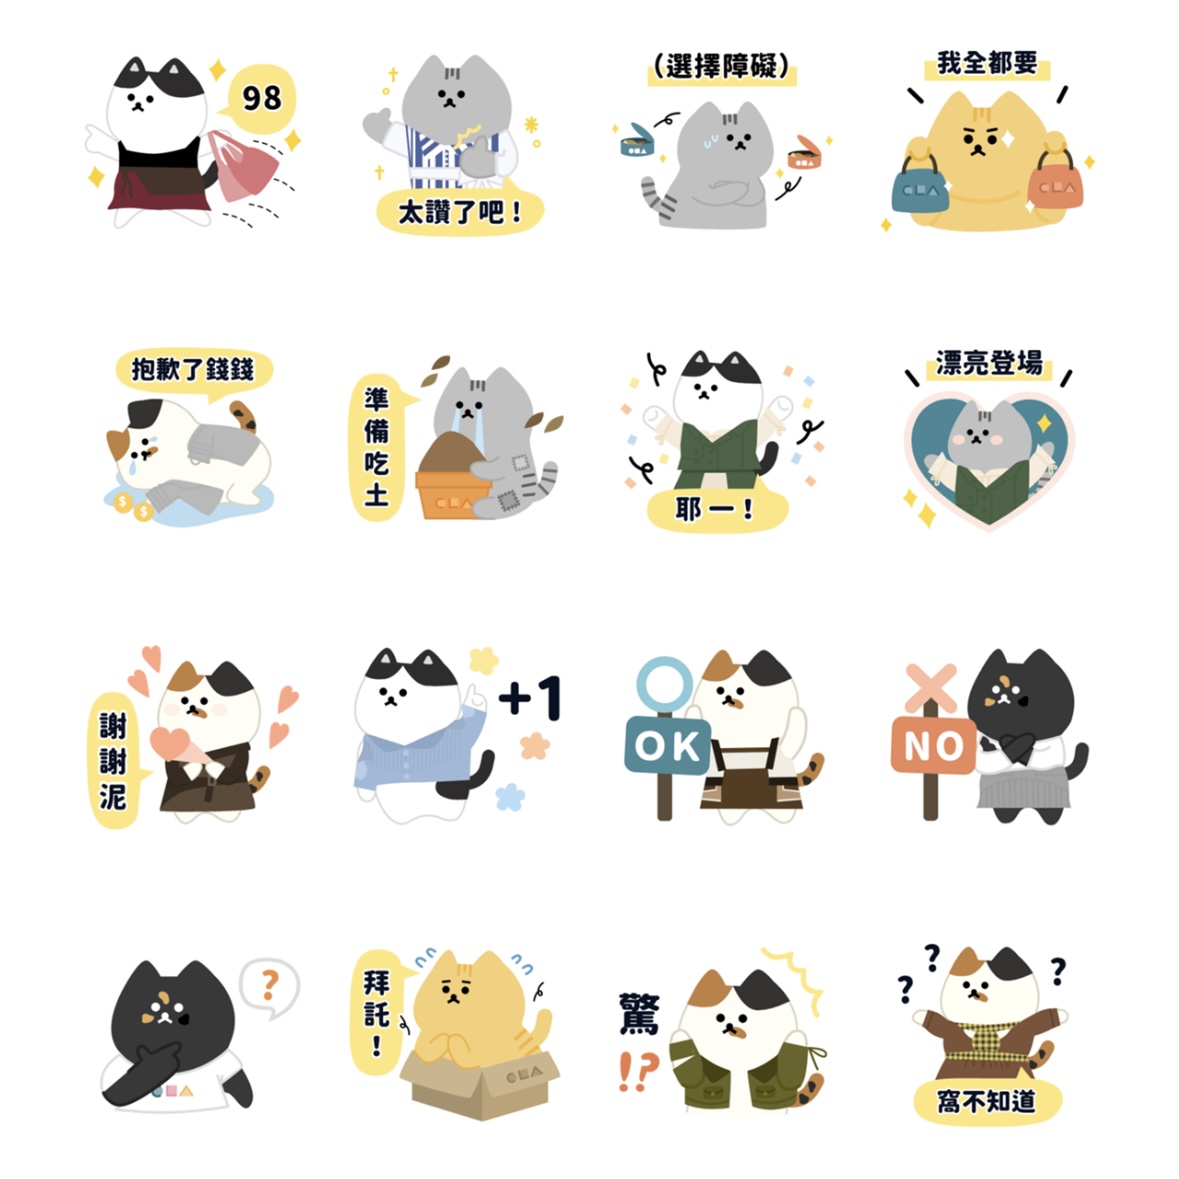 98
太讚了吧！
（選擇障礙）
我全都要
抱歉了錢錢
準備吃土
耶一！
漂亮登場
謝謝泥
+1
OK
NO
?
拜託！
驚
!?
? ? ?
窩不知道